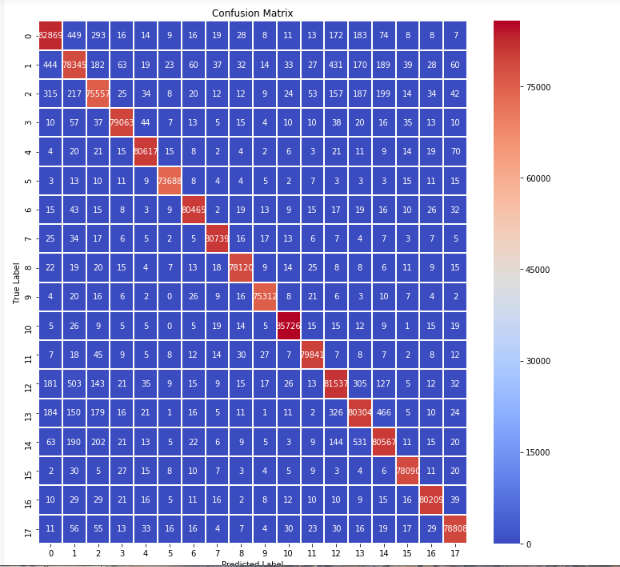 Confusion Matrix
0 82869 449 293 16 14 9 16 19 28 8 11 13 172 183 74 8 8 7
1 444 78345 182 63 19 23 60 37 32 14 33 27 431 170 189 39 28 60
75000
2 315 217 75557 25 34 8 20 12 12 9 24 53 157 187 199 14 34 42
3 10 57 37 79063 44 7 13 5 15 4 10 10 38 20 16 35 13 10
4 4 20 21 15 80617 15 8 2 4 2 6 3 21 11 9 14 19 70
5 3 13 10 11 9 73688 8 4 4 5 2 7 3 3 3 15 11 15
60000
6 15 43 15 8 3 9 80465 2 19 13 9 15 17 19 16 10 26 32
7 25 34 17 6 5 2 5 80739 16 17 13 6 7 4 7 3 7 5
8 22 19 20 15 4 7 13 18 78120 9 14 25 8 8 6 11 9 15
45000
True Label
9 4 20 16 6 2 0 26 9 16 8 21 6 3 10 7 4 2
10 5 26 9 5 5 0 5 19 14 5 85726 15 15 12 9 1 15 19
30000
11 7 18 45 9 5 8 12 14 30 27 7 79841 7 8 7 2 8 12
12 181 503 143 21 35 9 15 9 15 17 26 13 81537 305 127 5 12 32
13 184 150 179 16 21 1 16 5 11 1 11 2 326 80304 466 5 10 24
15000
14 63 190 202 21 13 5 22 6 9 5 3 9 144 531 80567 11 15 20
15 2 30 5 27 15 8 10 7 3 4 5 9 3 4 6 78090 11 20
16 10 29 29 21 16 5 11 16 2 8 12 10 10 9 14 15 16 80209 39
17 11 56 55 13 33 16 16 4 7 4 30 23 30 16 19 17 29 78808
0
0 1 2 3 4 5 6 7 8 9 10 11 12 13 14 15 16 17
Predicted Label